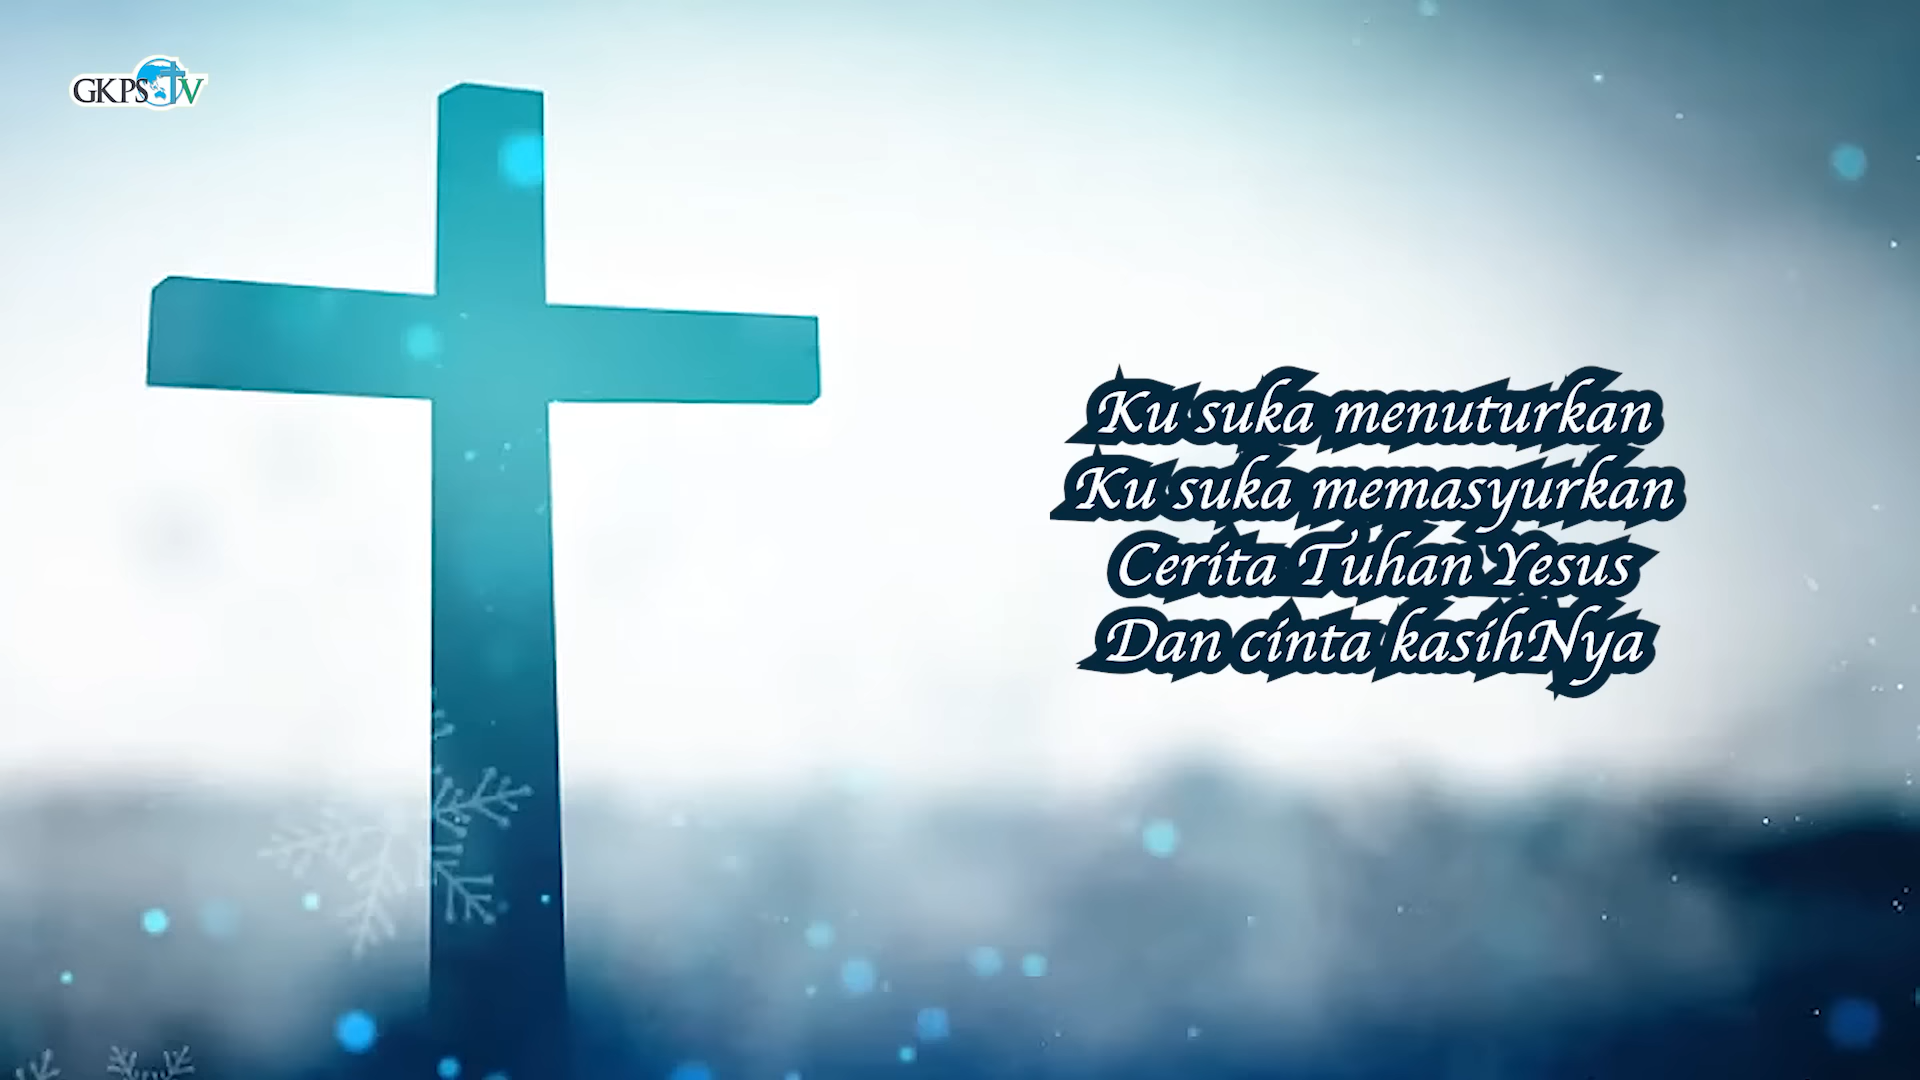 GKPS TV
Ku suka menuturkan
Ku suka memasyurkan
Cerita Tuhan Yesus
Dan cinta kasihNya